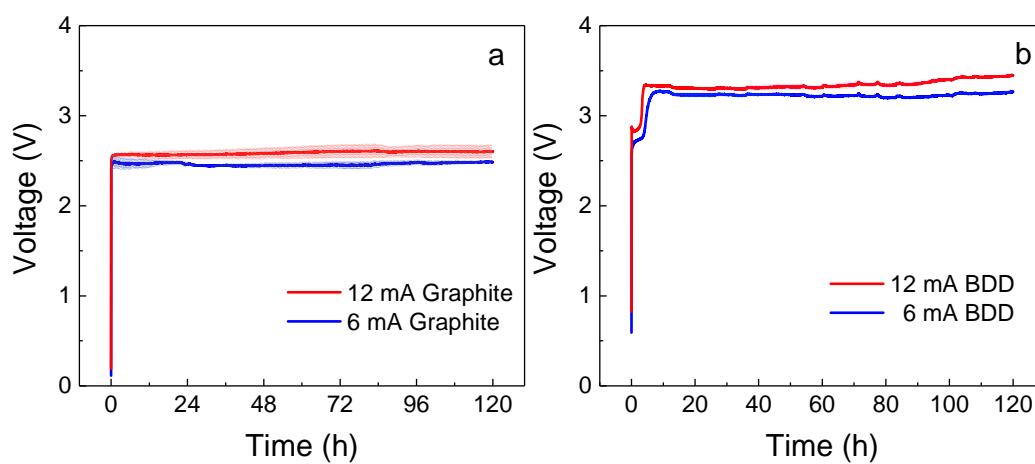 a
4
3
2
1
0
Voltage (V)
12 mA Graphite
6 mA Graphite
0 24 48 72 96 120
Time (h)
b
4
3
2
1
0
Voltage (V)
12 mA BDD
6 mA BDD
0 20 40 60 80 100 120
Time (h)